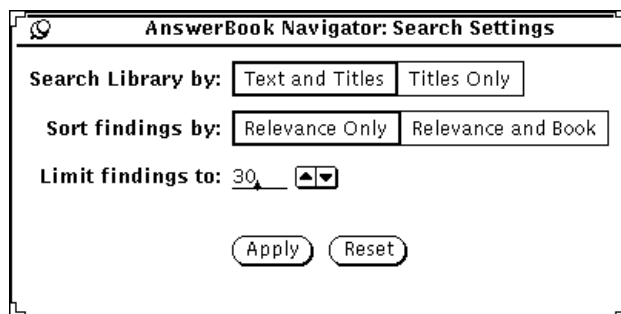 AnswerBook Navigator: Search Settings
Search Library by: Text and Titles Titles Only
Sort findings by: Relevance Only Relevance and Book
Limit findings to: 30
Apply Reset